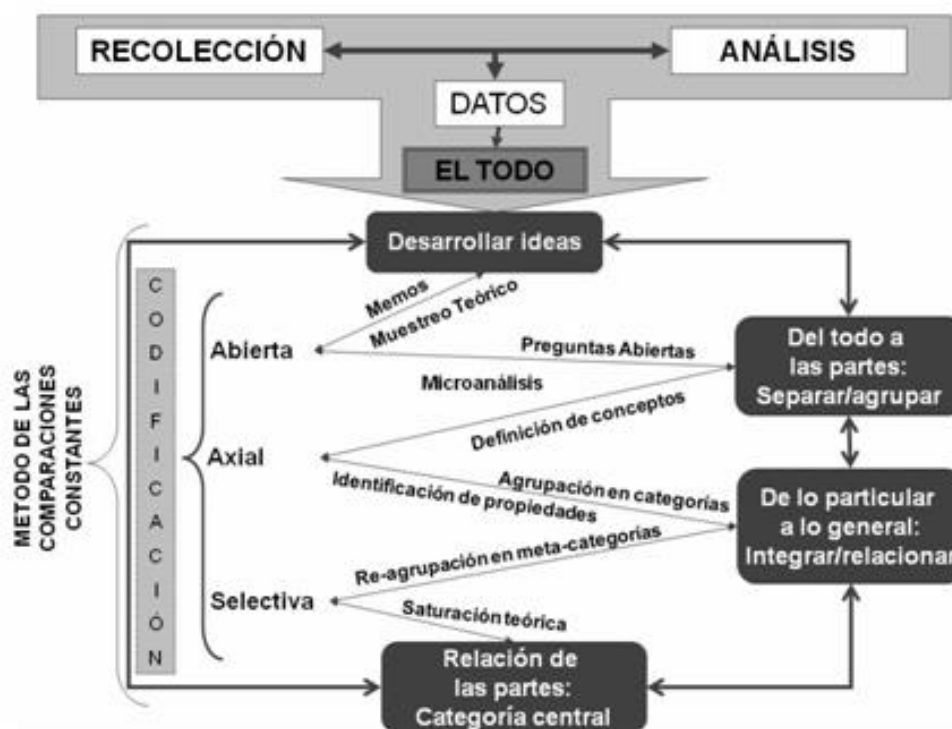 RECOLECCIÓN
ANÁLISIS
DATOS
EL TODO
Desarrollar ideas
METODO DE LAS
COMPARACIONES
CONSTANTES
CODIFICACIÓN
Abierta
Memos
Muestreo Teórico
Preguntas Abiertas
Microanálisis
Definición de conceptos
Del todo a
las partes:
Separar/agrupar
Axial
Agrupación en categorías
Identificación de propiedades
De lo particular
a lo general:
Integrar/relacionar
Re-agrupación en meta-categorías
Selectiva
Saturación teórica
Relación de
las partes:
Categoría central